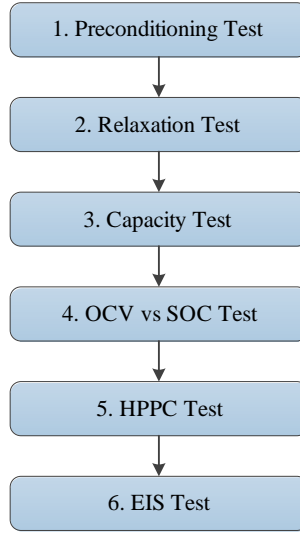 1. Preconditioning Test
2. Relaxation Test
3. Capacity Test
4. OCV vs SOC Test
5. HPPC Test
6. EIS Test